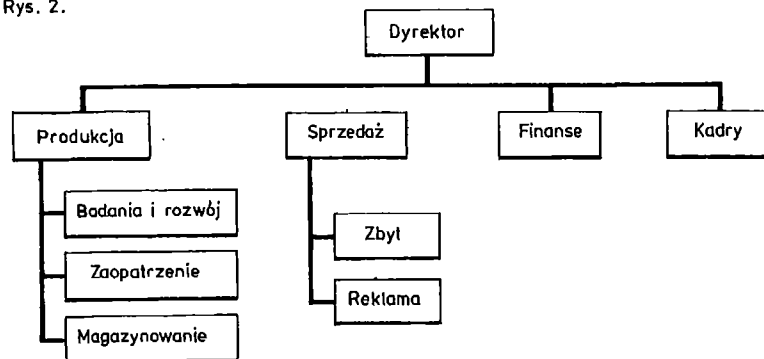 Rys. 2.
Dyrektor
Produkcja
Sprzedaż
Finanse
Kadry
Badania i rozwój
Zaopatrzenie
Magazynowanie
Zbyt
Reklama